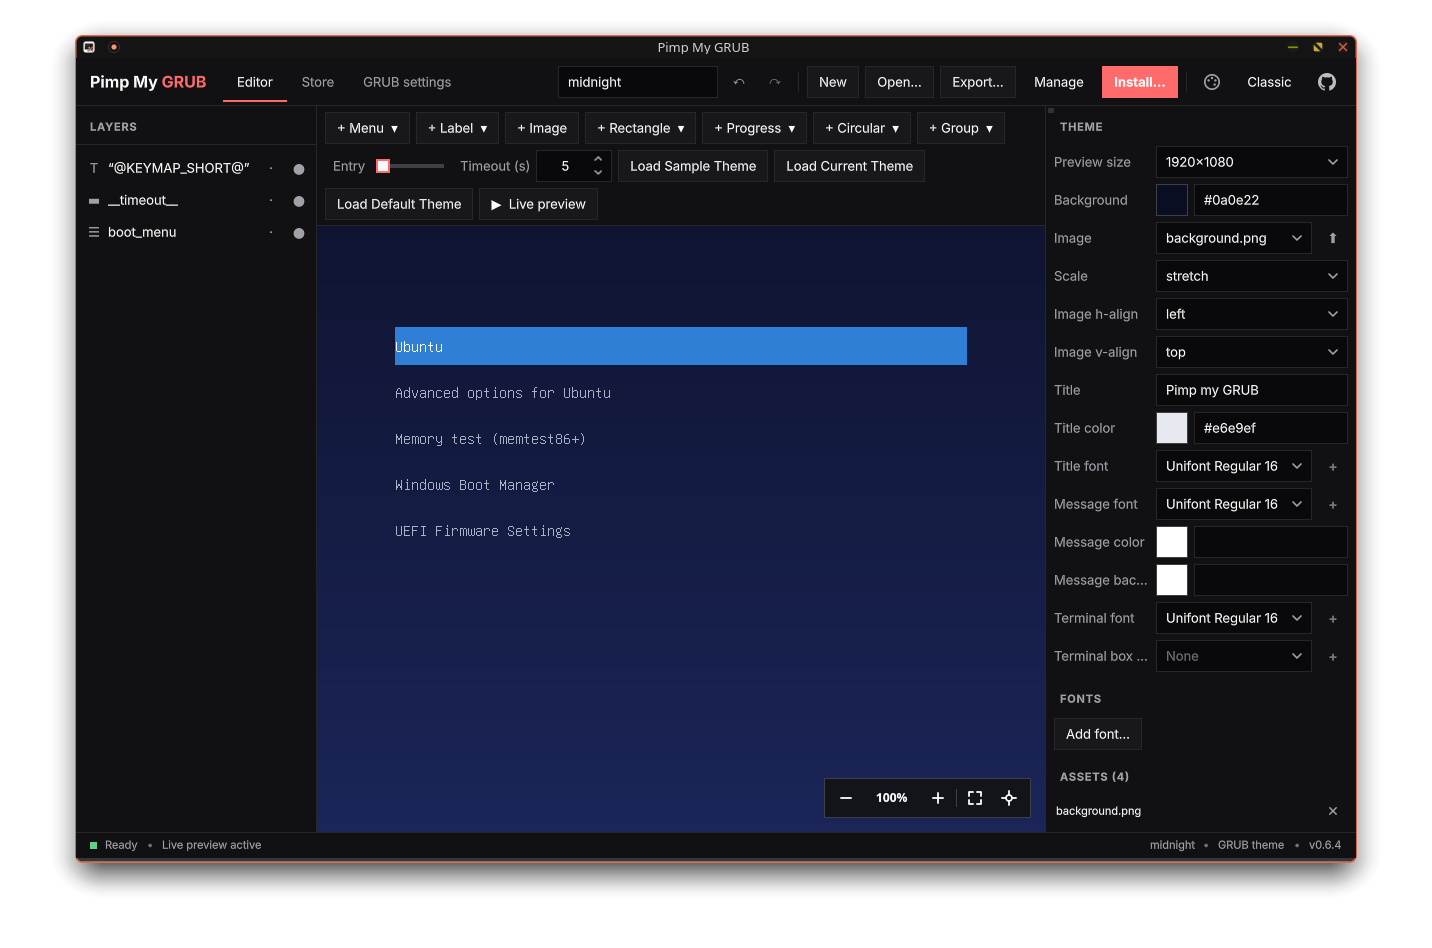 Pimp My GRUB
Pimp My GRUB Editor Store GRUB settings midnight New Open... Export... Manage Install... Classic
LAYERS
T “@KEYMAP_SHORT@”
__timeout__
boot_menu
+ Menu + Label + Image + Rectangle + Progress + Circular + Group
Entry Timeout (s) 5 Load Sample Theme Load Current Theme
Load Default Theme Live preview
Ubuntu
Advanced options for Ubuntu
Memory test (memtest86+)
Windows Boot Manager
UEFI Firmware Settings
100%
THEME
Preview size 1920×1080
Background #0a0e22
Image background.png
Scale stretch
Image h-align left
Image v-align top
Title Pimp my GRUB
Title color #e6e9ef
Title font Unifont Regular 16 +
Message font Unifont Regular 16 +
Message color
Message bac...
Terminal font Unifont Regular 16 +
Terminal box ... None +
FONTS
Add font...
ASSETS (4)
background.png
Ready • Live preview active
midnight • GRUB theme • v0.6.4